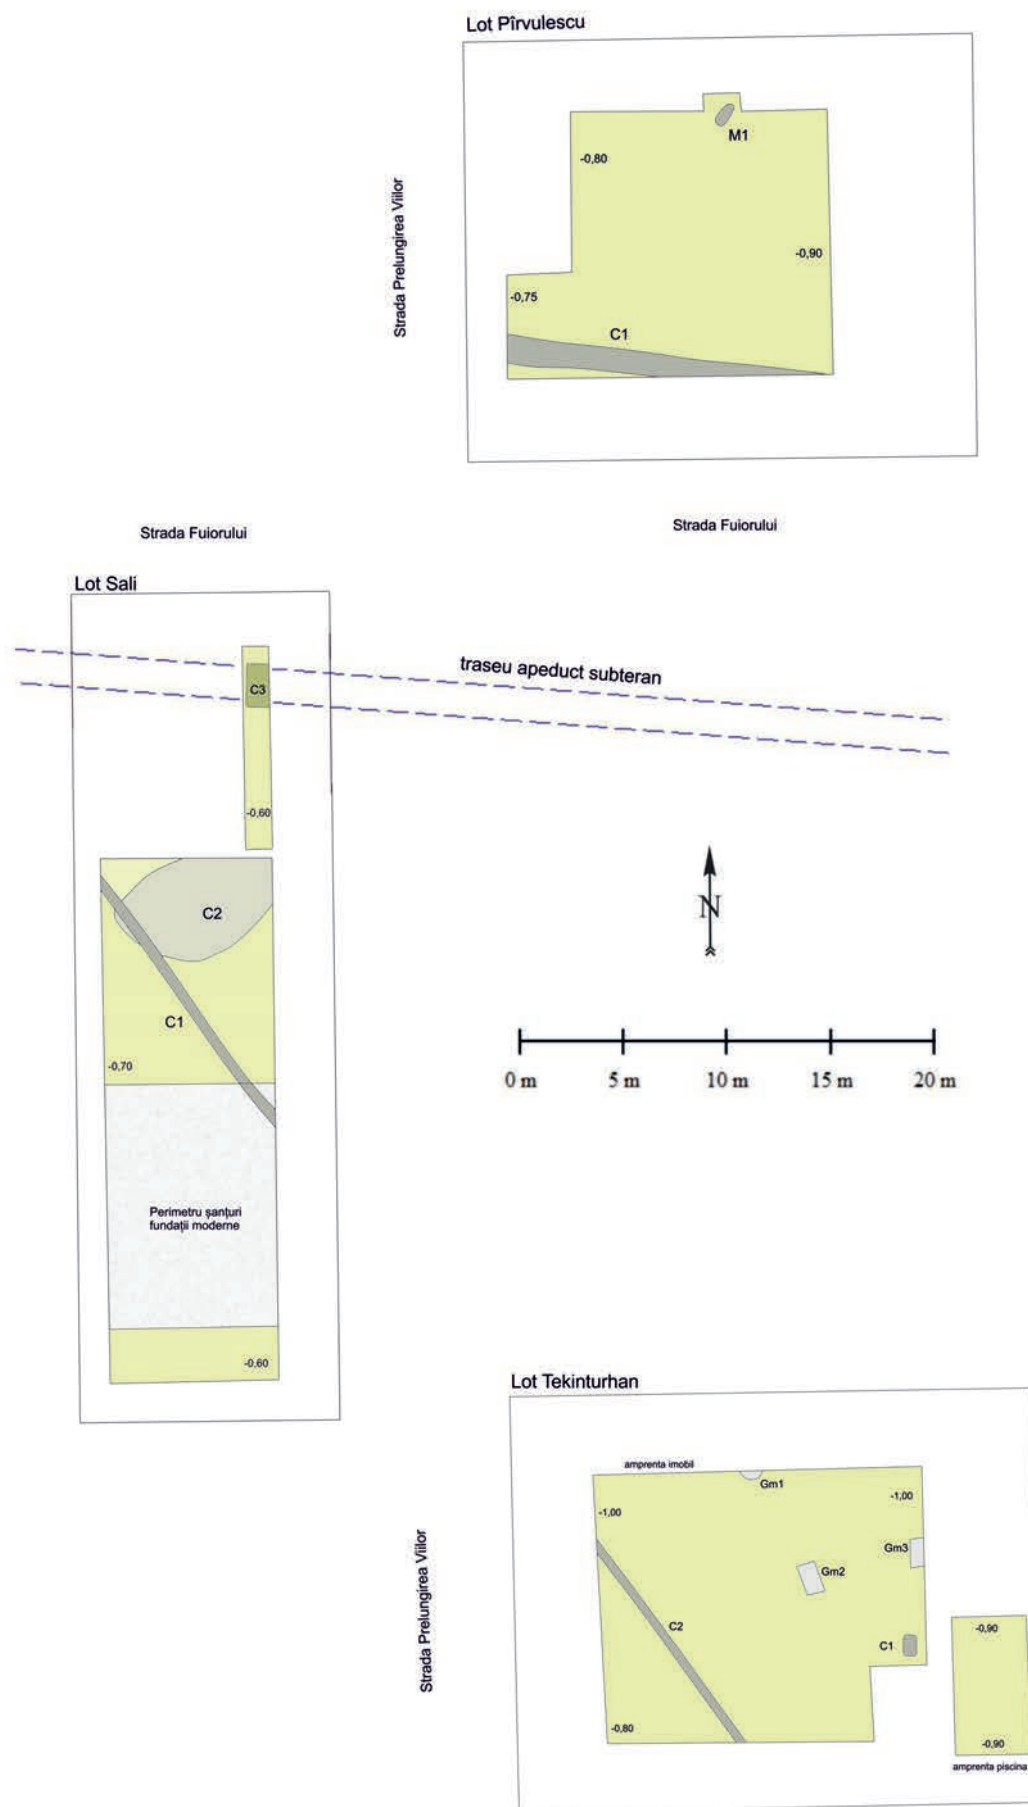 Lot Pîrvulescu
M1
-0,80
Strada Prelungirea Viilor
-0,90
-0,75
C1
Strada Fuiorului
Strada Fuiorului
Lot Sali
traseu apeduct subteran
C3
-0,60
C2
N
C1
-0,70
0 m 5 m 10 m 15 m 20 m
Perimetru șanțuri
fundații moderne
-0,60
Lot Tekinturhan
amprenta imobil
Gm1
-1,00
-1,00
Gm3
Gm2
Strada Prelungirea Viilor
C2
-0,90
C1
-0,80
-0,90
amprenta piscina